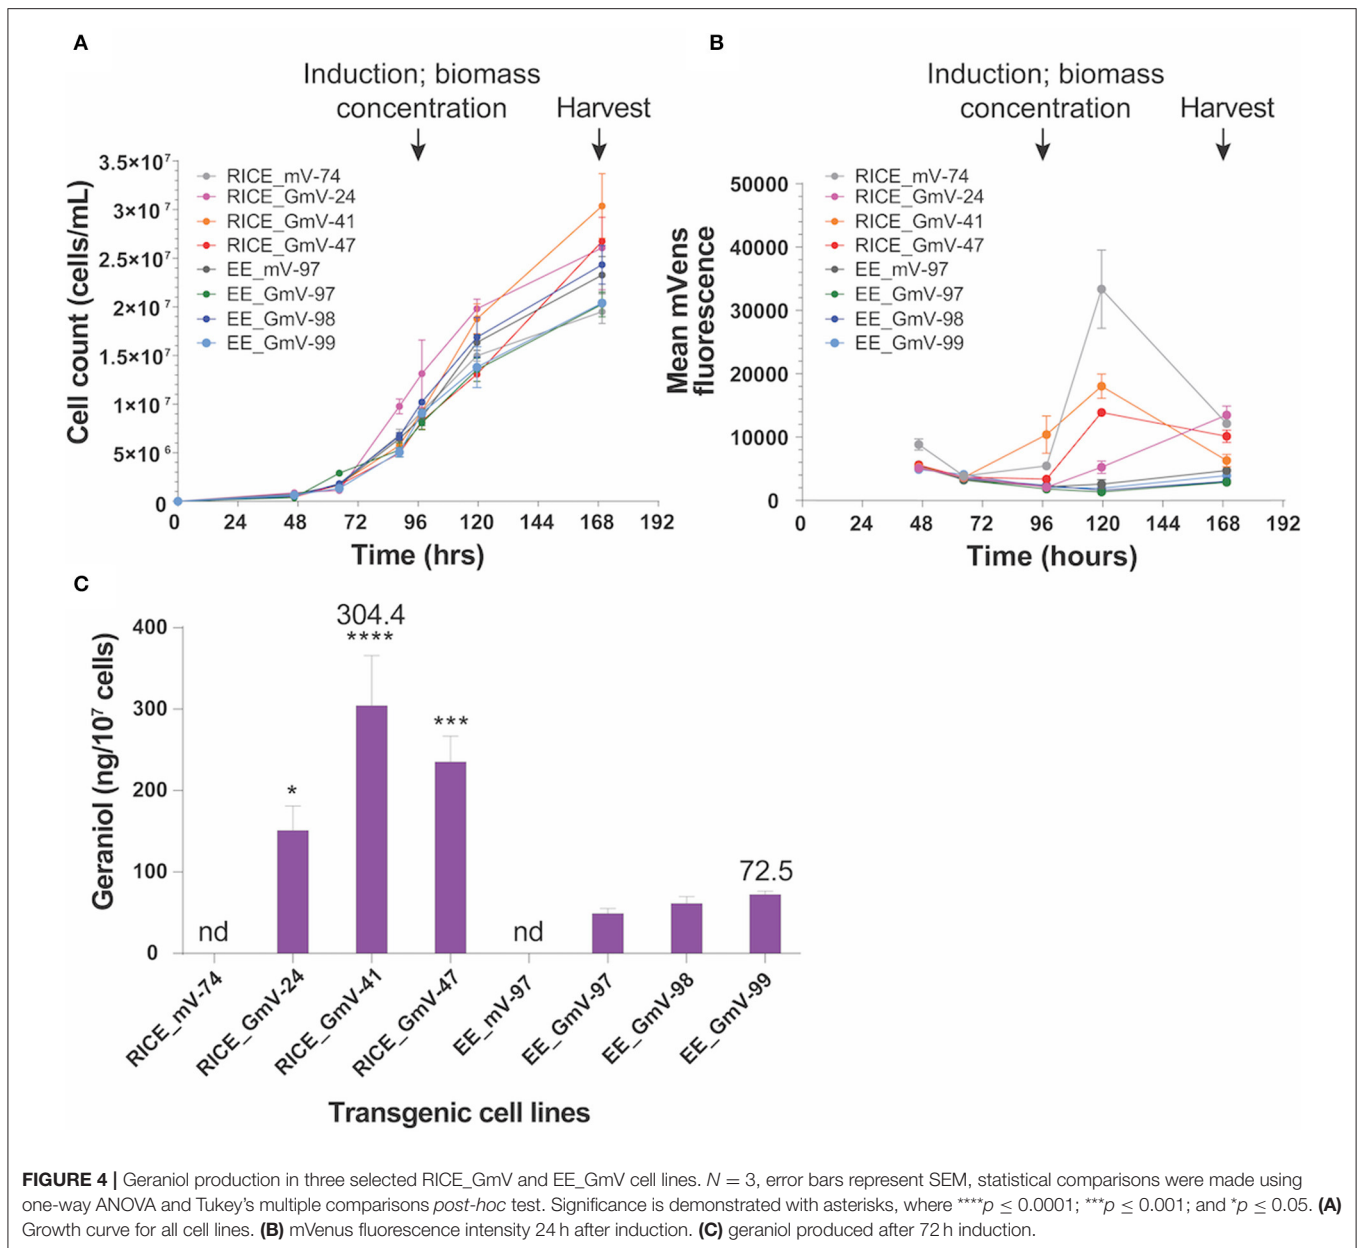 A
Induction; biomass
concentration
Harvest
Cell count (cells/mL)
3.5×10⁷
3×10⁷
2.5×10⁷
2×10⁷
1.5×10⁷
1×10⁷
5×10⁶
0
RICE_mV-74
RICE_GmV-24
RICE_GmV-41
RICE_GmV-47
EE_mV-97
EE_GmV-97
EE_GmV-98
EE_GmV-99
0 24 48 72 96 120 144 168 192
Time (hrs)
B
Induction; biomass
concentration
Harvest
Mean mVens
fluorescence
50000
40000
30000
20000
10000
0
RICE_mV-74
RICE_GmV-24
RICE_GmV-41
RICE_GmV-47
EE_mV-97
EE_GmV-97
EE_GmV-98
EE_GmV-99
0 24 48 72 96 120 144 168 192
Time (hours)
C
Geraniol (ng/10⁷ cells)
400
300
200
100
0
nd
*
304.4
****
***
nd
72.5
RICE_mV-74
RICE_GmV-24
RICE_GmV-41
RICE_GmV-47
EE_mV-97
EE_GmV-97
EE_GmV-98
EE_GmV-99
Transgenic cell lines
FIGURE 4 | Geraniol production in three selected RICE_GmV and EE_GmV cell lines. N = 3, error bars represent SEM, statistical comparisons were made using
one-way ANOVA and Tukey's multiple comparisons post-hoc test. Significance is demonstrated with asterisks, where ****p ≤ 0.0001; ***p ≤ 0.001; and *p ≤ 0.05. (A)
Growth curve for all cell lines. (B) mVenus fluorescence intensity 24 h after induction. (C) geraniol produced after 72 h induction.